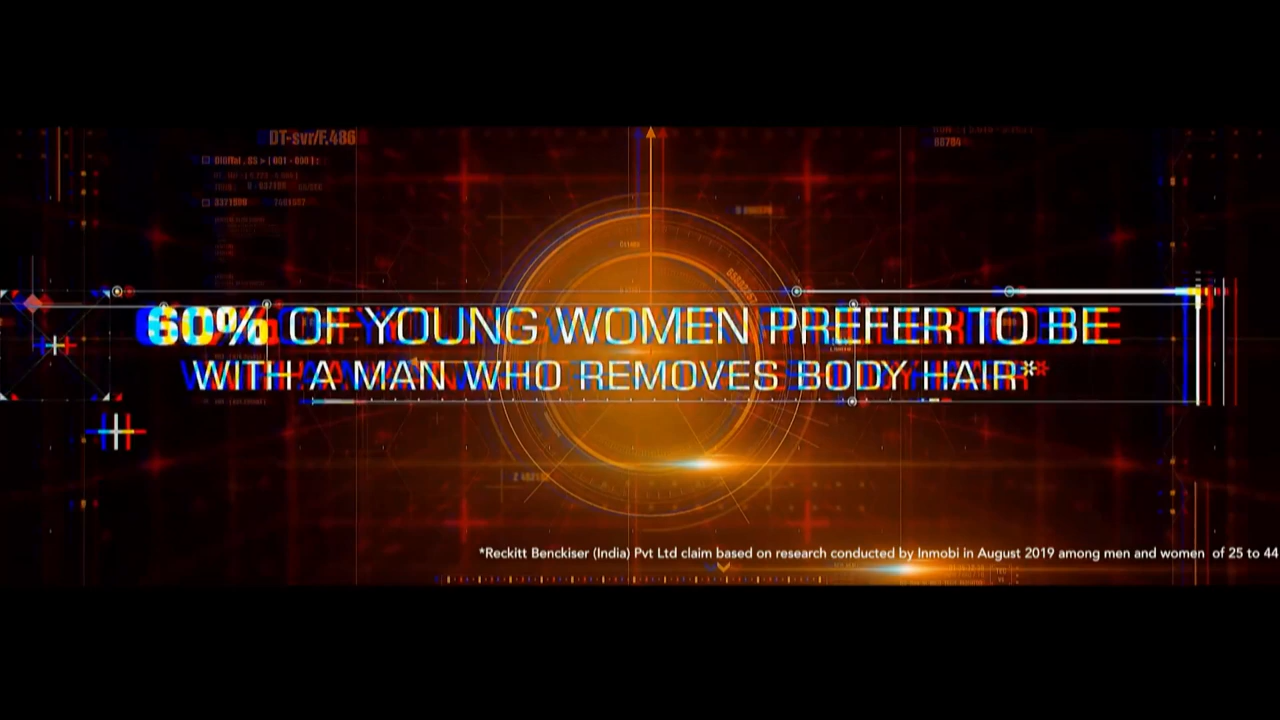 DT-svr/F.486
88784
60% OF YOUNG WOMEN PREFER TO BE
WITH A MAN WHO REMOVES BODY HAIR**
*Reckitt Benckiser (India) Pvt Ltd claim based on research conducted by Inmobi in August 2019 among men and women of 25 to 44